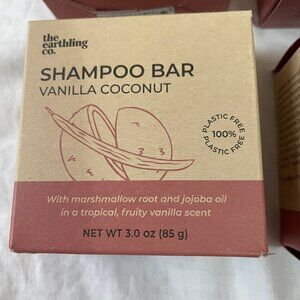 the
earthling
co.
SHAMPOO BAR
VANILLA COCONUT
PLASTIC FREE
100%
PLASTIC FREE
With marshmallow root and jojoba oil
in a tropical, fruity vanilla scent
NET WT 3.0 oz (85 g)